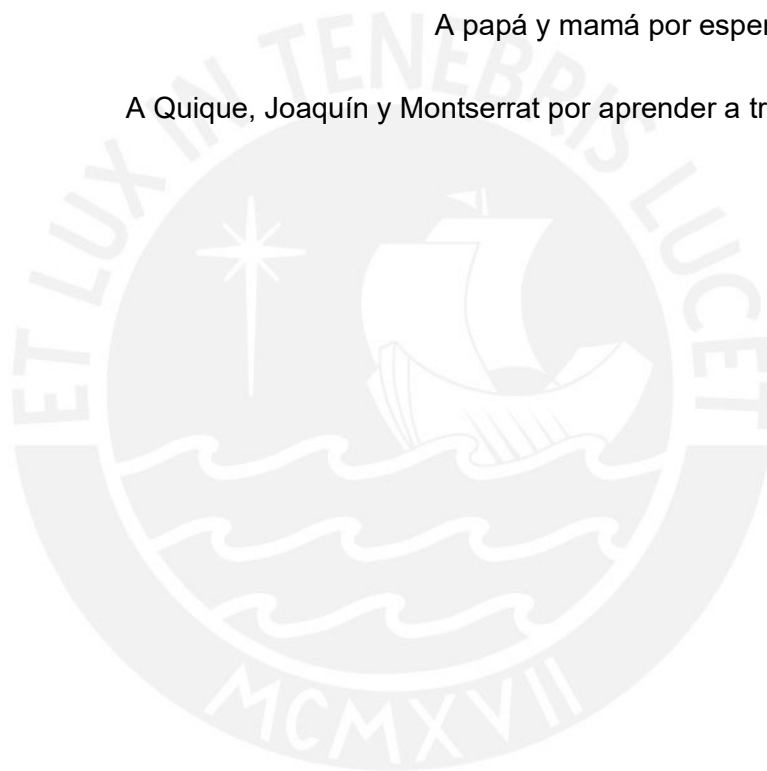 A papá y mamá por
A Quique, Joaquín y Montserrat por aprender a
ET LUX IN TENEBRIS LUCET
MCMXVII